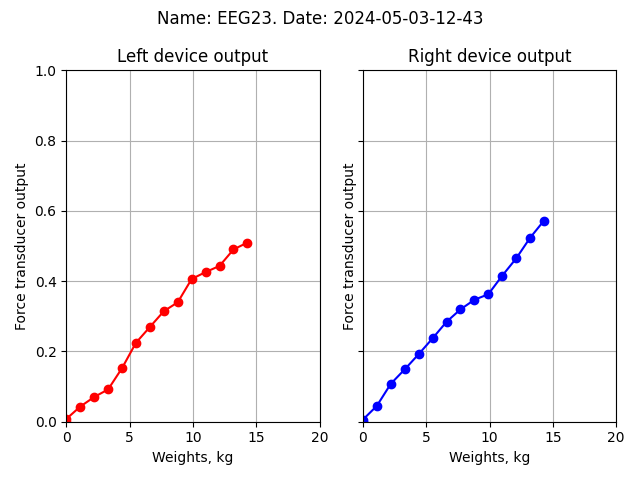 Name: EEG23. Date: 2024-05-03-12-43
Left device output
Right device output
1.0
0.8
0.6
0.4
0.2
0.0
Force transducer output
Force transducer output
0 5 10 15 20
0 5 10 15 20
Weights, kg
Weights, kg